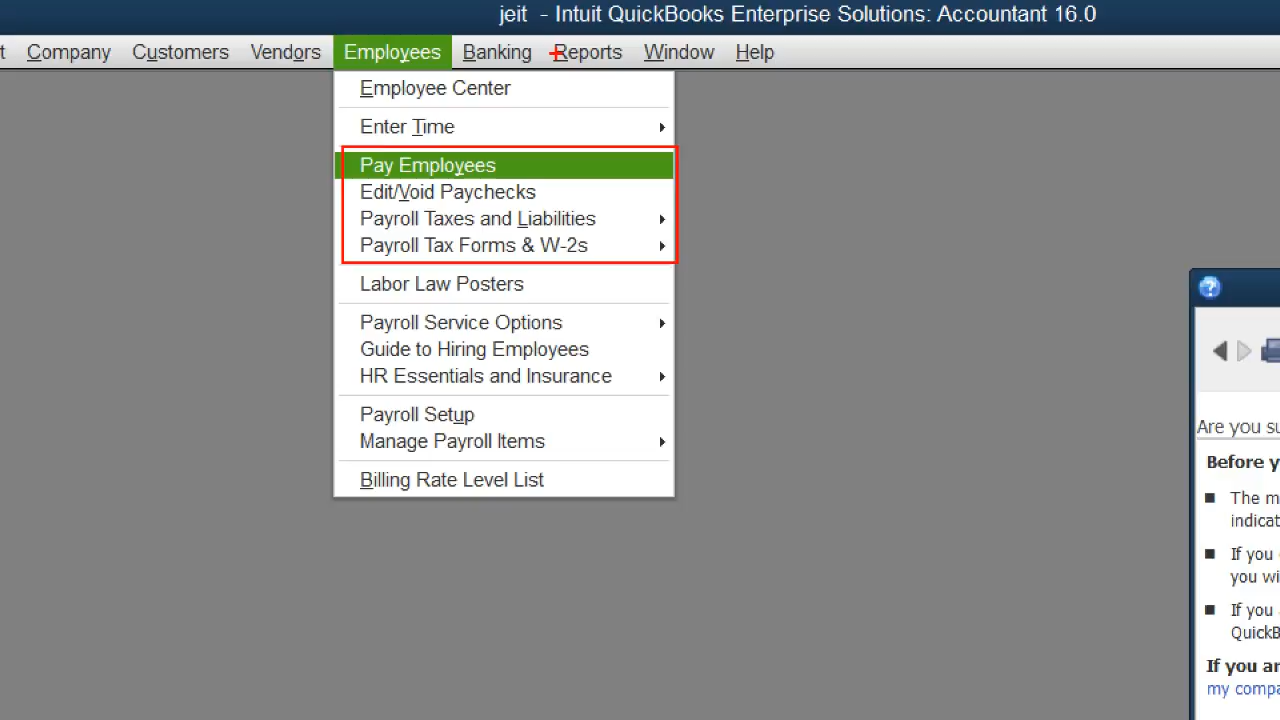 jeit - Intuit QuickBooks Enterprise Solutions: Accountant 16.0
t Company Customers Vendors Employees Banking Reports Window Help
Employee Center
Enter Time
Pay Employees
Edit/Void Paychecks
Payroll Taxes and Liabilities
Payroll Tax Forms & W-2s
Labor Law Posters
Payroll Service Options
Guide to Hiring Employees
HR Essentials and Insurance
Payroll Setup
Manage Payroll Items
Billing Rate Level List
Are you su
Before y
The m
indicat
If you
you wi
If you
QuickB
If you ar
my compa